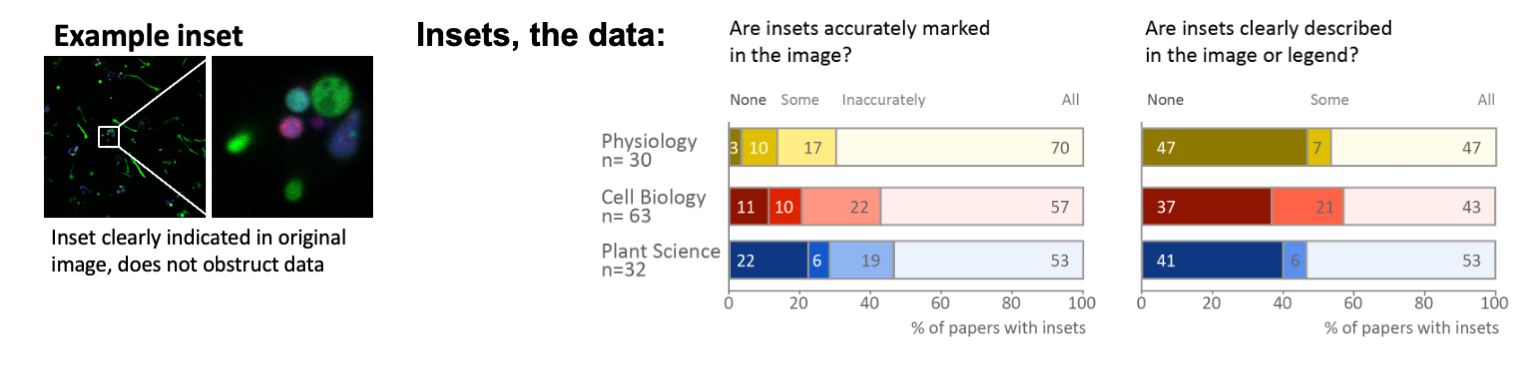 Example inset
Inset clearly indicated in original
image, does not obstruct data
Insets, the data:
Are insets accurately marked
in the image?
None Some Inaccurately All
Physiology
n= 30
3 10 17 70
Cell Biology
n= 63
11 10 22 57
Plant Science
n=32
22 6 19 53
0 20 40 60 80 100
% of papers with insets
Are insets clearly described
in the image or legend?
None Some All
47 7 47
37 21 43
41 6 53
0 20 40 60 80 100
% of papers with insets